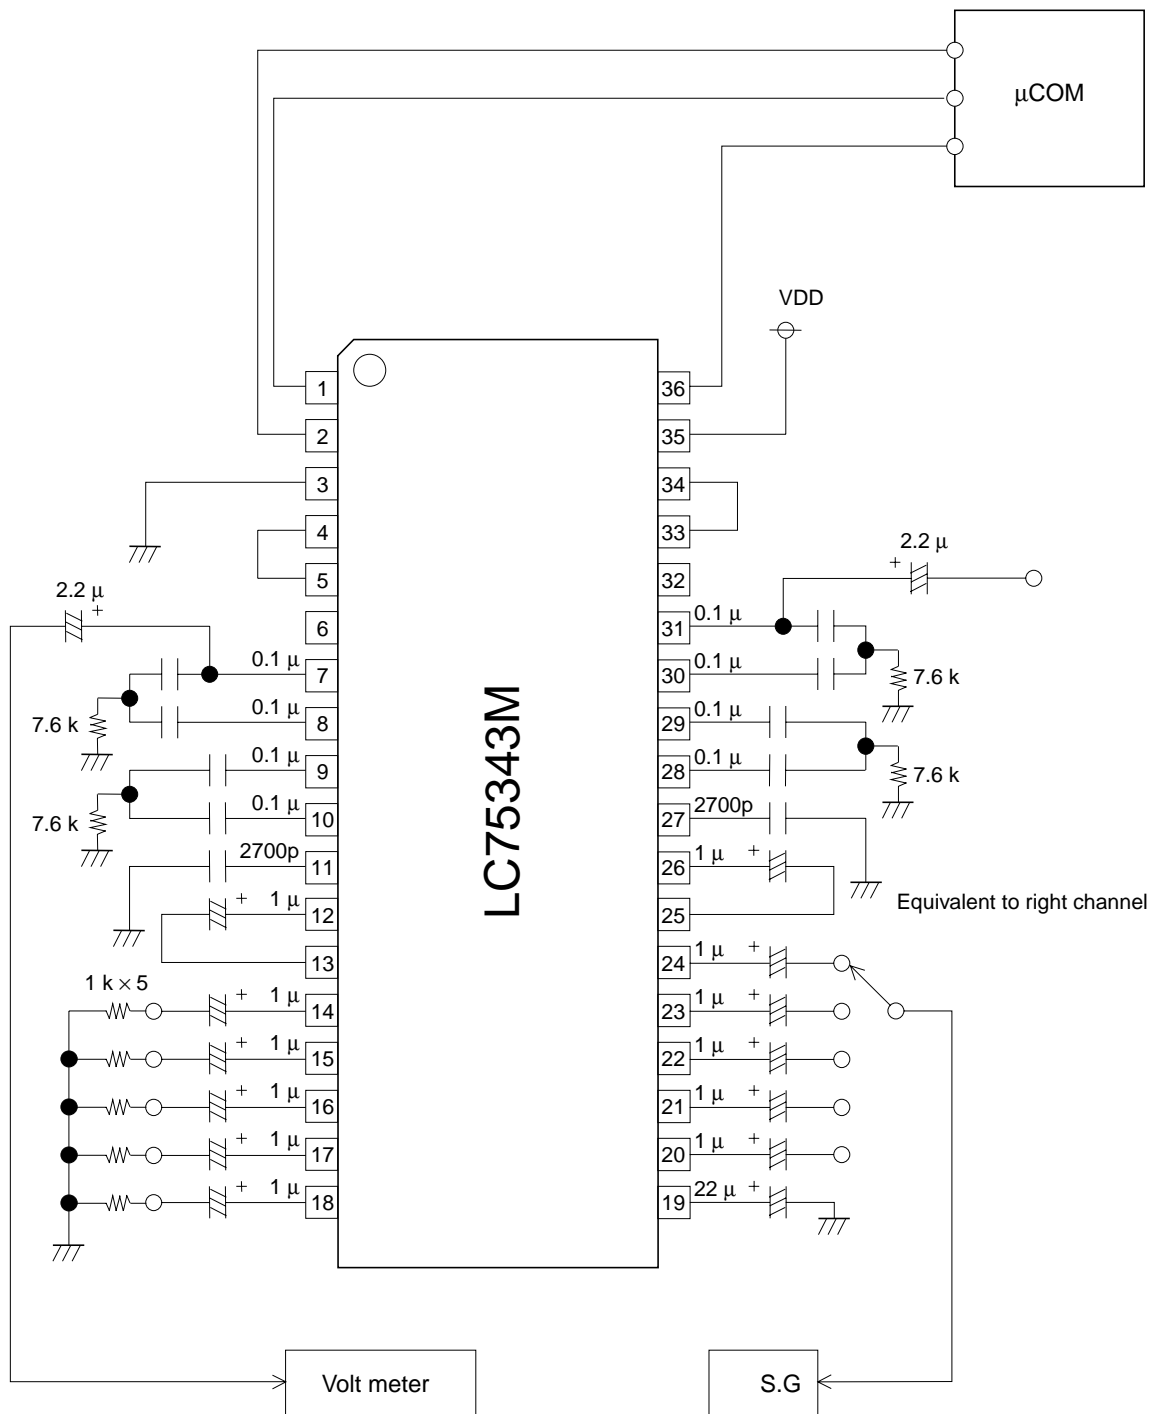 μCOM
VDD
1 36
2 35
3 34
4 33
2.2 μ
+
5 32
2.2 μ
+
6 31 0.1 μ
0.1 μ 7 30 0.1 μ
7.6 k
7.6 k 0.1 μ 8 29 0.1 μ
0.1 μ 9 28 0.1 μ
7.6 k
7.6 k 0.1 μ 10 27 2700p
2700p 11 26 1 μ +
+ 1 μ 12 25
Equivalent to right channel
13 24 1 μ +
1 k × 5
+ 1 μ 14 23 1 μ +
+ 1 μ 15 22 1 μ +
+ 1 μ 16 21 1 μ +
+ 1 μ 17 20 1 μ +
+ 1 μ 18 19 22 μ +
LC75343M
Volt meter
S.G